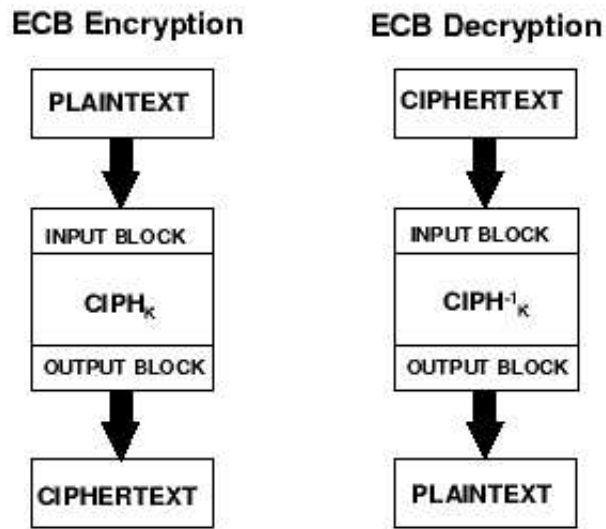 ECB Encryption
PLAINTEXT
INPUT BLOCK
CIPHK
OUTPUT BLOCK
CIPHERTEXT
ECB Decryption
CIPHERTEXT
INPUT BLOCK
CIPH-1K
OUTPUT BLOCK
PLAINTEXT